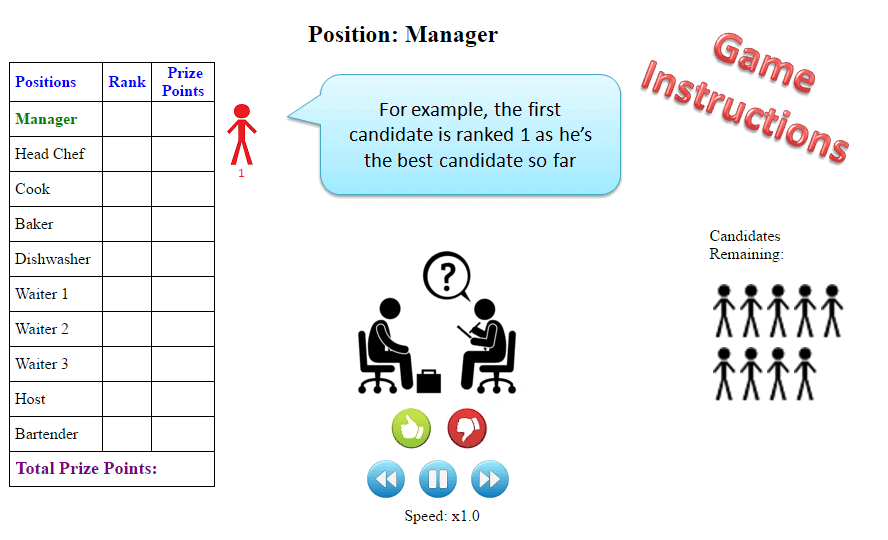 Position: Manager
Game
Instructions
Positions Rank Prize Points
Manager
Head Chef
Cook
Baker
Dishwasher
Waiter 1
Waiter 2
Waiter 3
Host
Bartender
Total Prize Points:
1
For example, the first
candidate is ranked 1 as he’s
the best candidate so far
?
Candidates
Remaining:
Speed: x1.0